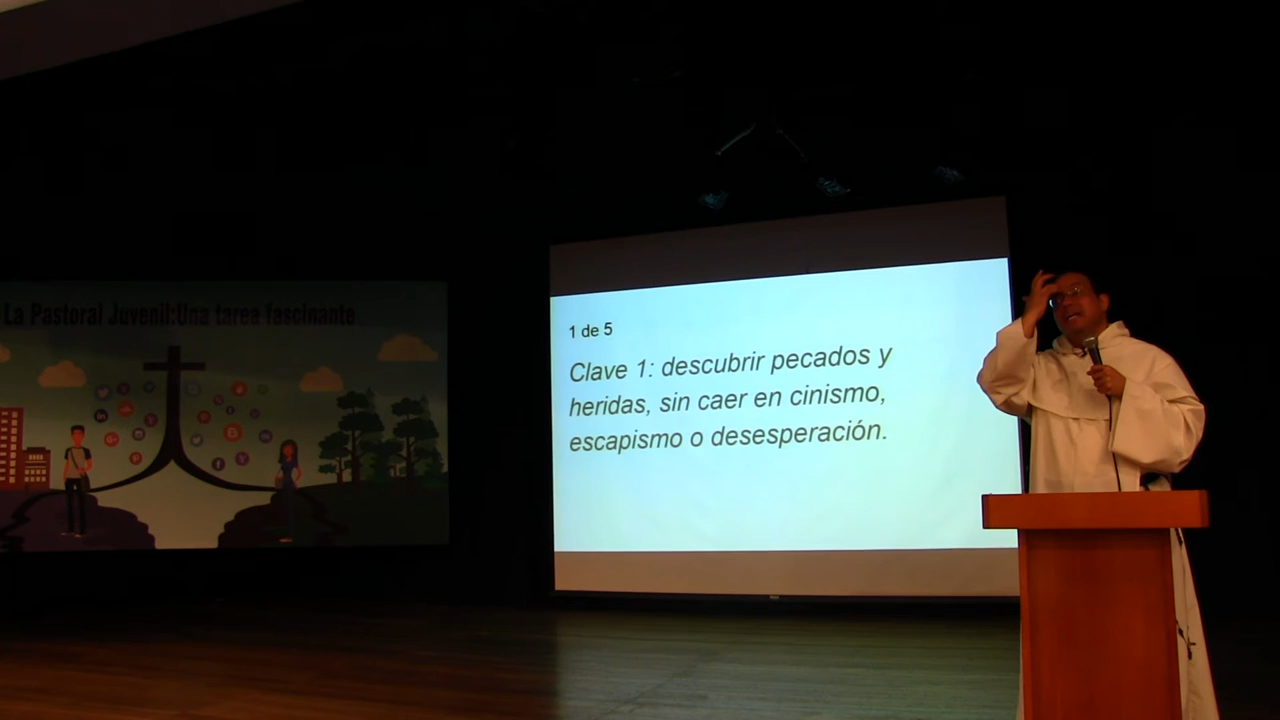 La Pastoral Juvenil:Una tarea fascinante
1 de 5
Clave 1: descubrir pecados y
heridas, sin caer en cinismo,
escapismo o desesperación.